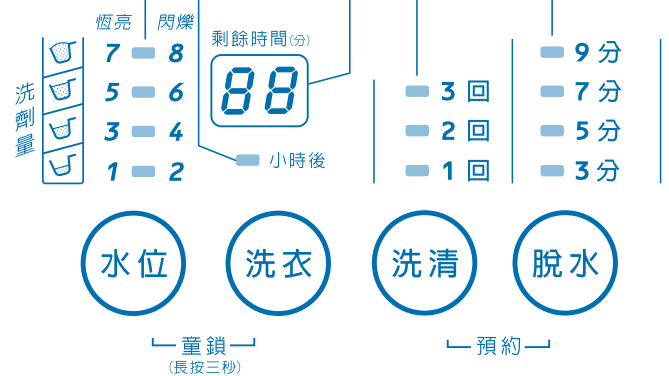 恆亮 閃爍
剩餘時間(分)
洗劑量
7 8
5 6
3 4
1 2
88
小時後
3 回
2 回
1 回
9 分
7 分
5 分
3 分
水位 洗衣 洗清 脫水
童鎖
(長按三秒)
預約